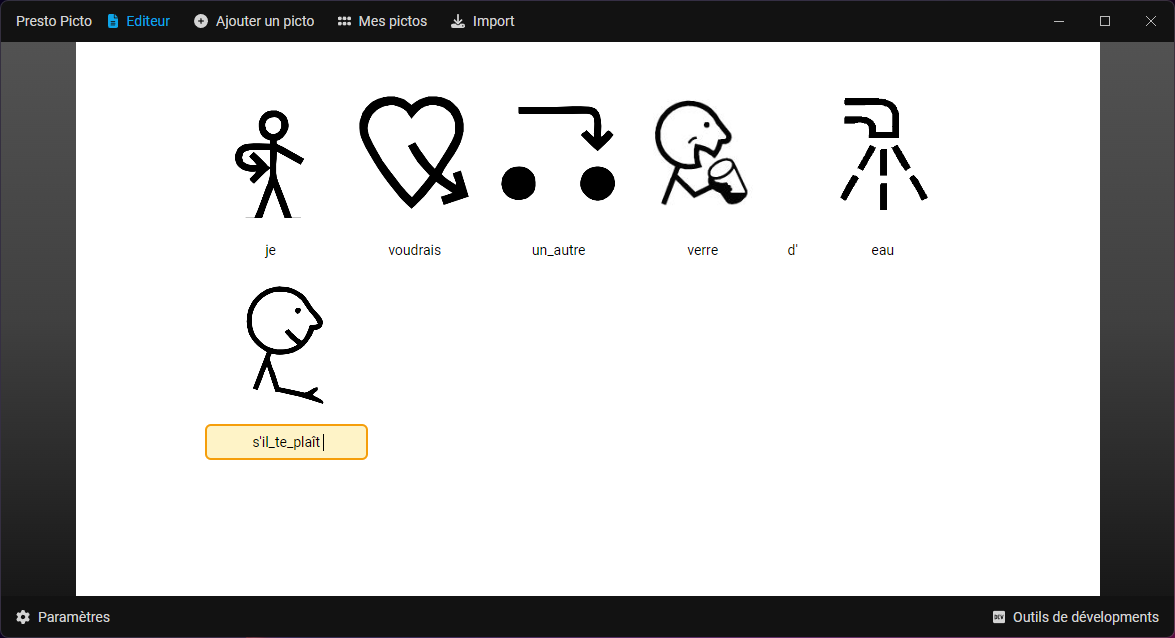 Presto Picto Editeur Ajouter un picto Mes pictos Import
je voudrais un_autre verre d' eau
s'il_te_plaît
Paramètres DEV Outils de dévelopments